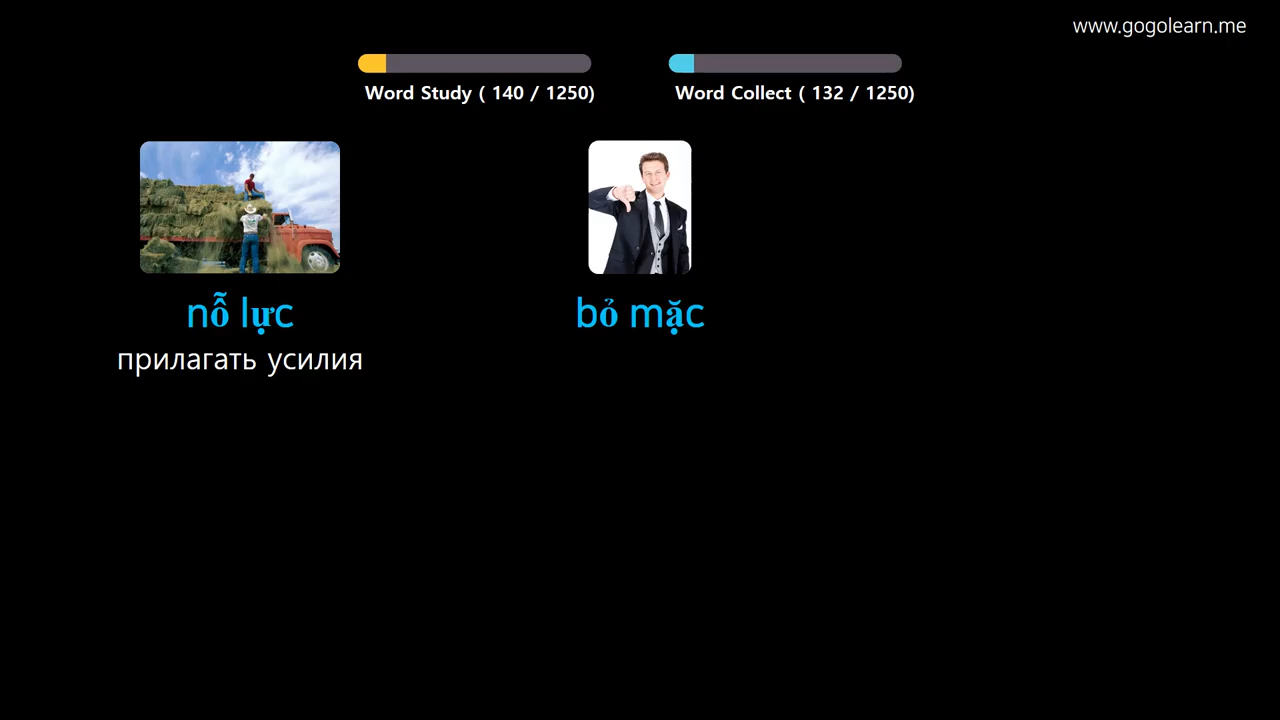 www.gogolearn.me
Word Study ( 140 / 1250)
Word Collect ( 132 / 1250)
nỗ lực
bỏ mặc
прилагать усилия